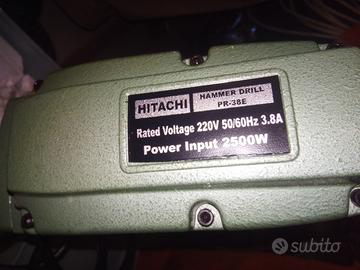 HITACHI
HAMMER DRILL
PR-38E
Rated Voltage 220V 50/60Hz 3.8A
Power Input 2500W
subito